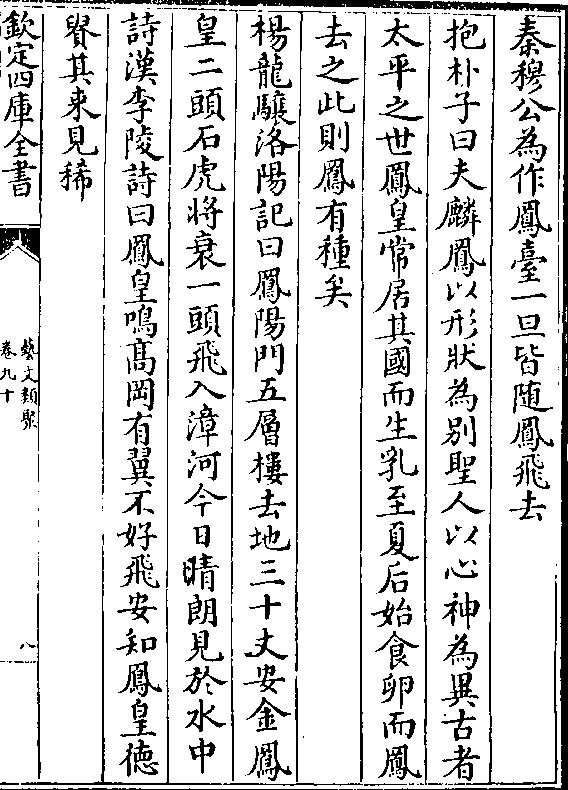 秦穆公為作鳳臺一旦皆随鳳飛去
抱朴子曰夫麟鳳以形狀為别聖人以心神為異古者
太平之世鳳皇常居其國而生乳至夏后始食卵而鳳
去之此則鳳有種矣
楊龍驤洛陽記曰鳳陽門五層樓去地三十丈安金鳳
皇二頭石虎將衰一頭飛入漳河今日晴朗見於水中
詩漢李陵詩曰鳳皇鳴髙岡有翼不好飛安知鳳皇徳
貴其来見稀
欽定四庫全書
藝文類聚
卷九十
八